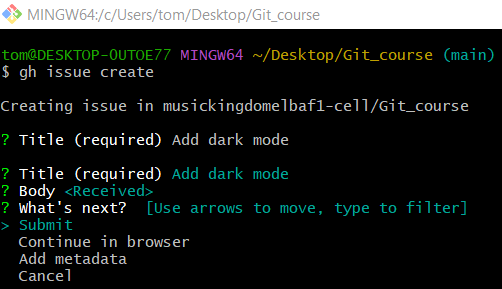 MINGW64:/c/Users/tom/Desktop/Git_course
tom@DESKTOP-OUTOE77 MINGW64 ~/Desktop/Git_course (main)
$ gh issue create
Creating issue in musickingdomelbaf1-cell/Git_course
? Title (required) Add dark mode
? Title (required) Add dark mode
? Body <Received>
? What's next?  [Use arrows to move, type to filter]
> Submit
  Continue in browser
  Add metadata
  Cancel